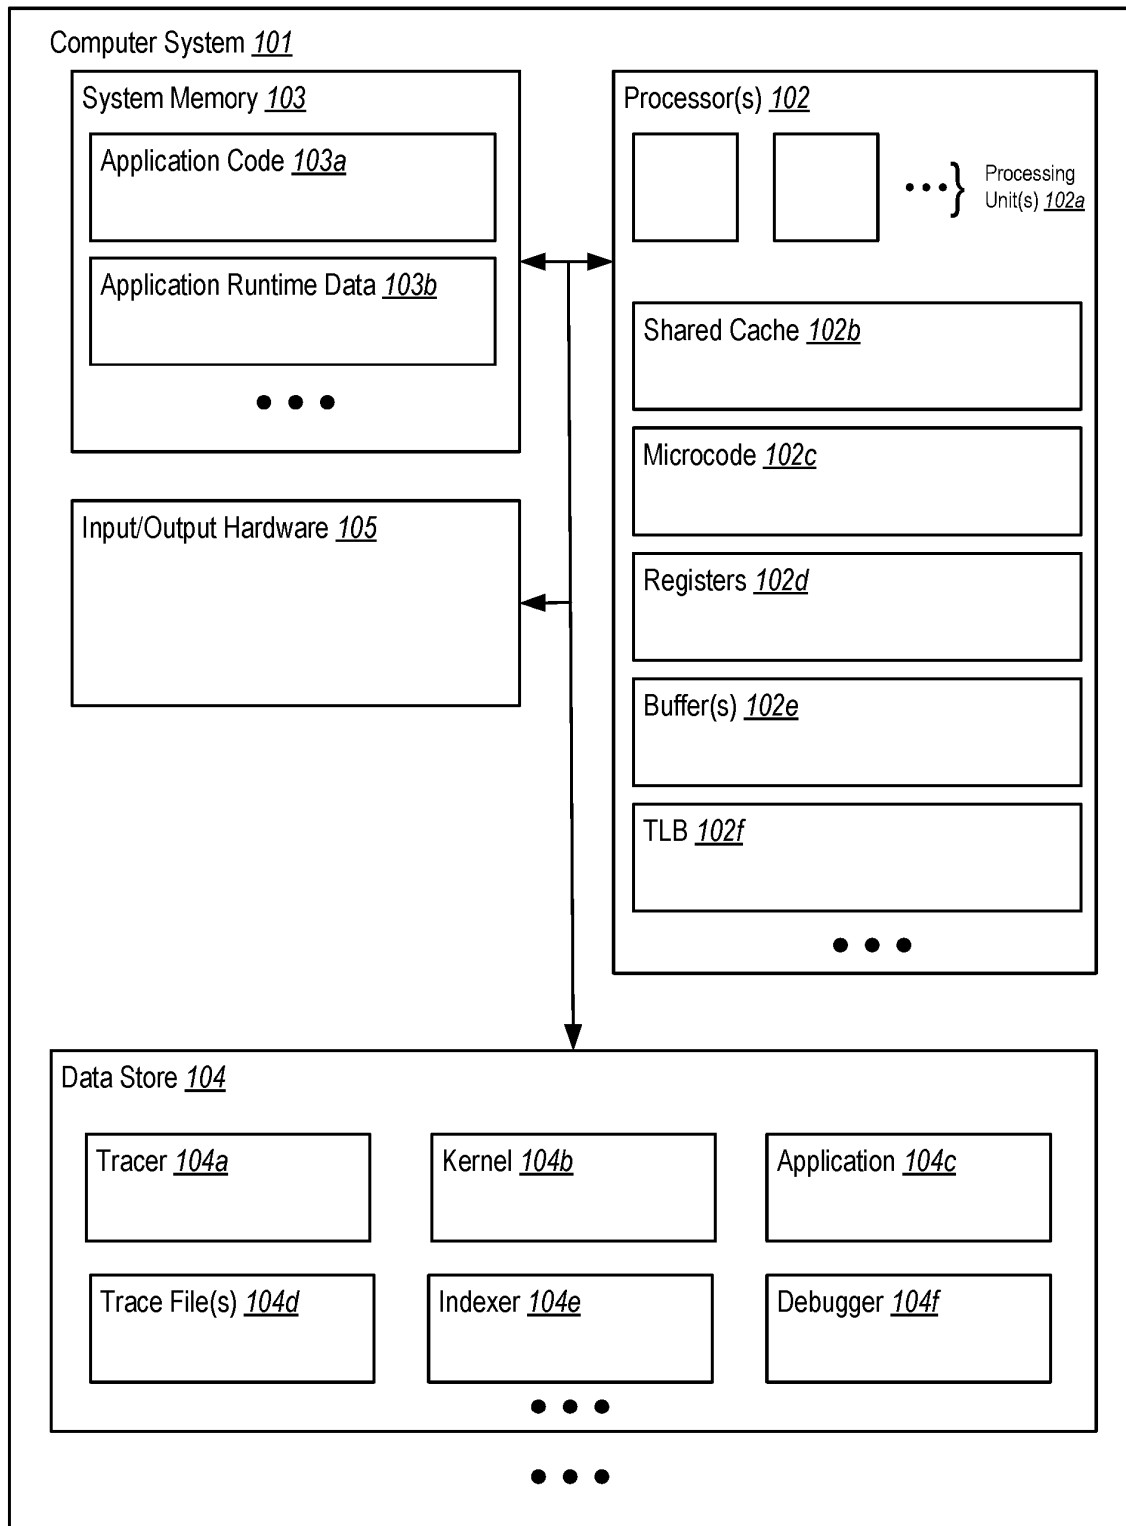 Computer System 101
System Memory 103
Application Code 103a
Application Runtime Data 103b
Input/Output Hardware 105
Processor(s) 102
Processing
Unit(s) 102a
Shared Cache 102b
Microcode 102c
Registers 102d
Buffer(s) 102e
TLB 102f
Data Store 104
Tracer 104a
Kernel 104b
Application 104c
Trace File(s) 104d
Indexer 104e
Debugger 104f